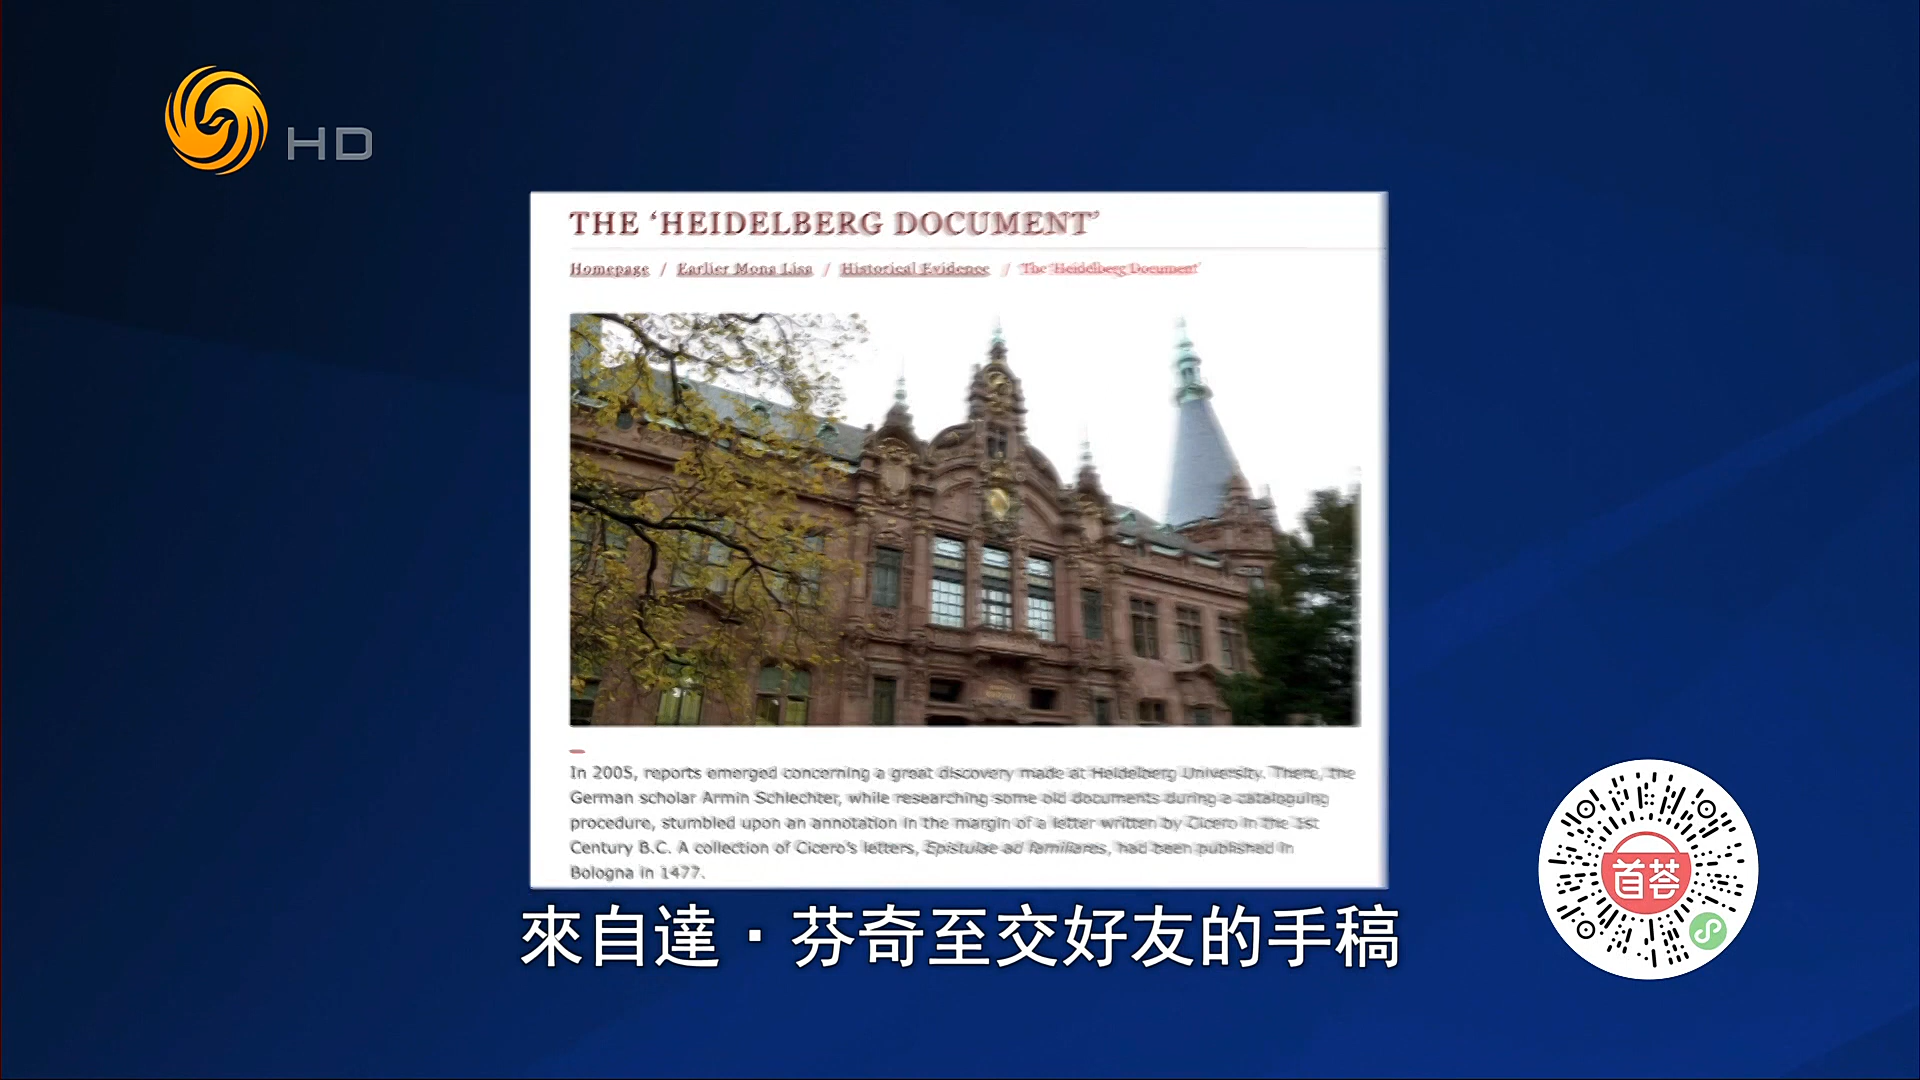 HD
THE ‘HEIDELBERG DOCUMENT’
Homepage / Earlier Mona Lisa / Historical Evidence / The ‘Heidelberg Document’
In 2005, reports emerged concerning a great discovery made at Heidelberg University. There, the
German scholar Armin Schlechter, while researching some old documents during a cataloguing
procedure, stumbled upon an annotation in the margin of a letter written by Cicero in the 1st
Century B.C. A collection of Cicero’s letters, Epistulae ad familiares, had been published in
Bologna in 1477.
首荟
來自達·芬奇至交好友的手稿